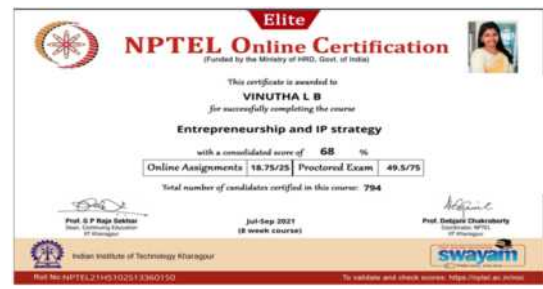 Elite
NPTEL Online Certification
(Funded by the Ministry of HRD, Govt. of India)
This certificate is awarded to
VINUTHA L B
for successfully completing the course
Entrepreneurship and IP strategy
with a consolidated score of 68 %
Online Assignments 18.75/25 Proctored Exam 49.5/75
Total number of candidates certified in this course: 794
Prof. G P Raja Sekhar
Dean, Continuing Education
IIT Kharagpur
Jul-Sep 2021
(8 week course)
Prof. Debjani Chakraborty
Coordinator, NPTEL
IIT Kharagpur
Indian Institute of Technology Kharagpur
swayam
Roll No:NPTEL21HS102S13360150
To validate and check scores: https://nptel.ac.in/noc